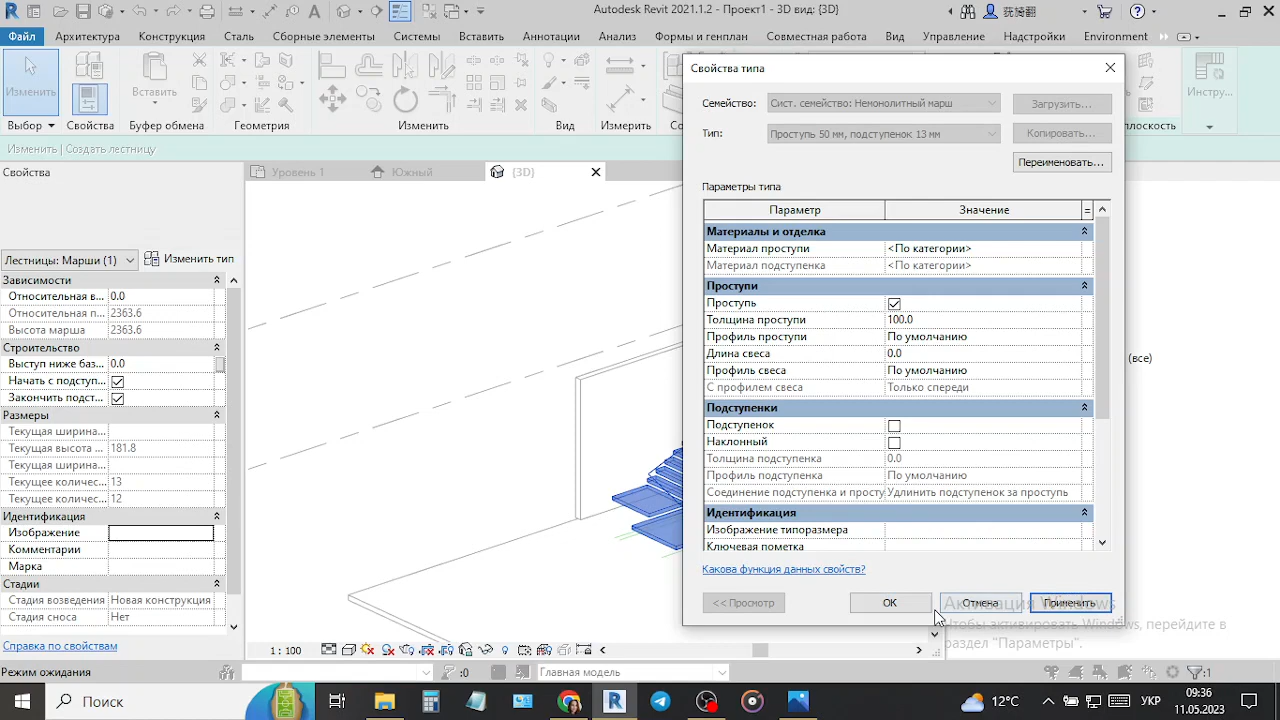 Autodesk Revit 2021.1.2 - Проект1 - 3D вид: {3D}
Файл Архитектура Конструкция Сталь Сборные элементы Системы Вставить Аннотации Анализ Формы и генплан Совместная работа Вид Управление Надстройки Environment
Изменить Вставить Инстру...
Выбор Свойства Буфер обмена Геометрия Изменить Вид Измерить лоскость
Изменить | Создать лестницу
Свойства
Уровень 1 Южный {3D}
Лестницы: Марши (1) Изменить тип
Зависимости
Относительная в... 0.0
Относительная п... 2363.6
Высота марша 2363.6
Строительство
Выступ ниже баз... 0.0
Начать с подступ...
Закончить подст...
Размеры
Текущая ширина...
Текущая высота ... 181.8
Текущая ширина...
Текущее количес... 13
Текущее количес... 12
Идентификация
Изображение
Комментарии
Марка
Стадии
Стадия возведения Новая конструкция
Стадия сноса Нет
Справка по свойствам
Свойства типа
Семейство: Сист. семейство: Немонолитный марш Загрузить...
Тип: Проступь 50 мм, подступенок 13 мм Копировать...
Переименовать...
Параметры типа
Параметр Значение =
Материалы и отделка
Материал проступи <По категории>
Материал подступенка <По категории>
Проступи
Проступь
Толщина проступи 100.0
Профиль проступи По умолчанию
Длина свеса 0.0
Профиль свеса По умолчанию
С профилем свеса Только спереди
Подступенки
Подступенок
Наклонный
Толщина подступенка 0.0
Профиль подступенка По умолчанию
Соединение подступенка и просту Удлинить подступенок за проступь
Идентификация
Изображение типоразмера
Ключевая пометка
Какова функция данных свойств?
<< Просмотр ОК Отмена Применить
(все)
Активация Windows
Чтобы активировать Windows, перейдите в
раздел "Параметры".
1 : 100
Режим ожидания :0 Главная модель :1
Поиск 12°C УКР 09:36
11.05.2023